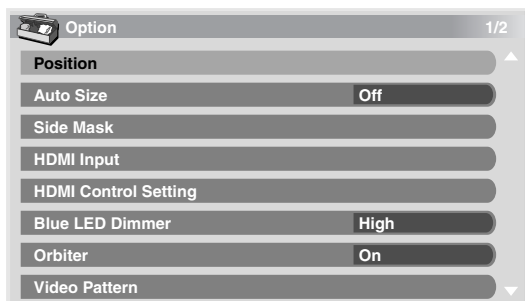 Option 1/2
Position
Auto Size Off
Side Mask
HDMI Input
HDMI Control Setting
Blue LED Dimmer High
Orbiter On
Video Pattern